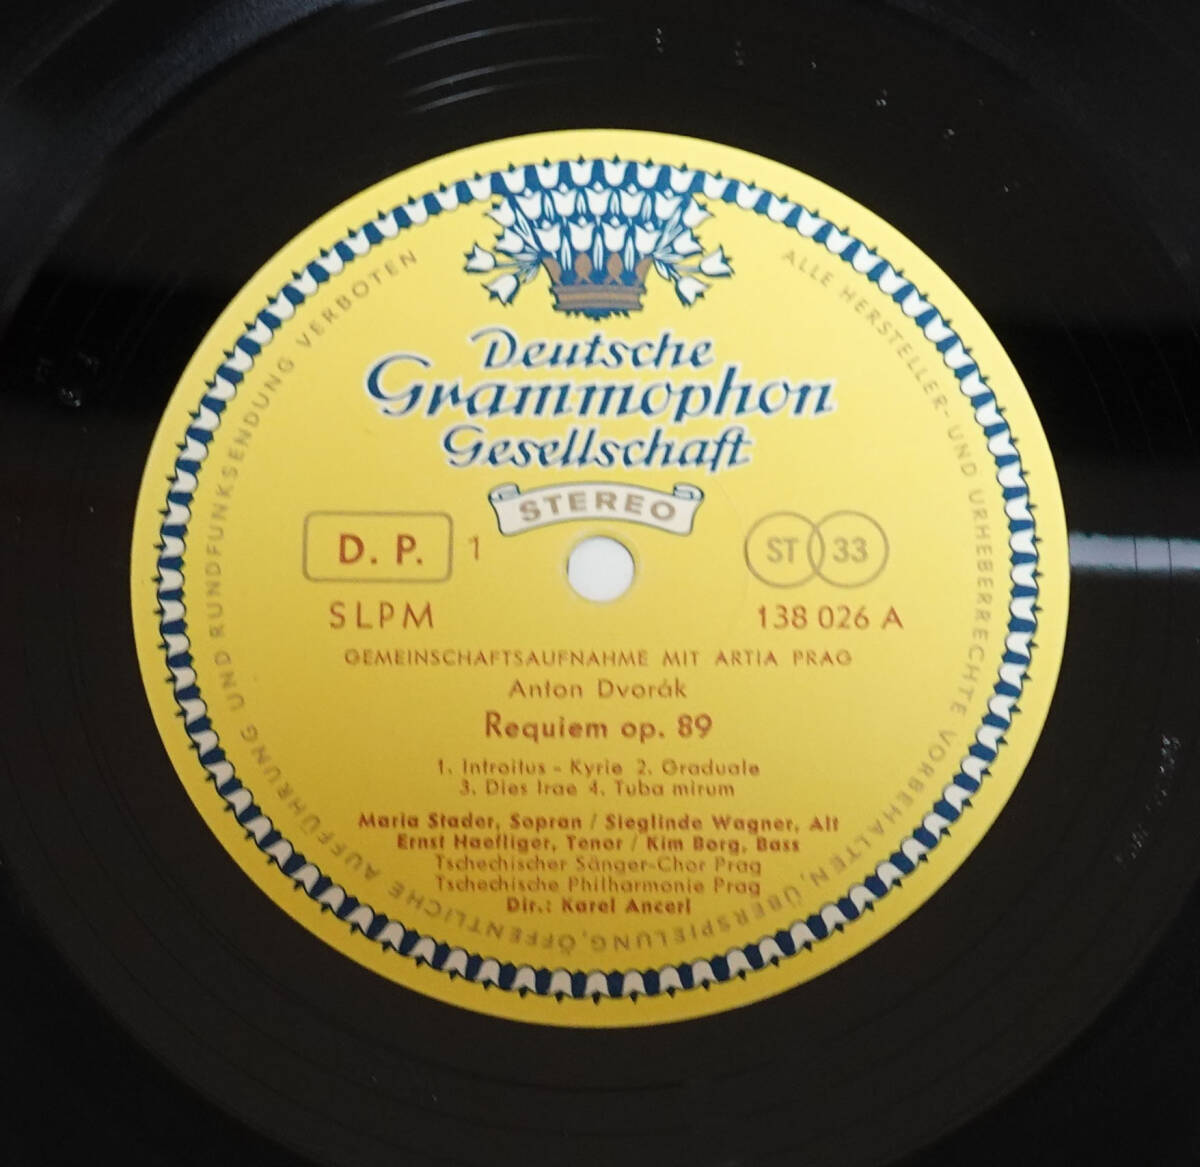 Deutsche
Grammophon
Gesellschaft
STEREO
D. P. 1 ST 33
SLPM 138 026 A
GEMEINSCHAFTSAUFNAHME MIT ARTIA PRAG
Anton Dvorák
Requiem op. 89
1. Introitus - Kyrie 2. Graduale
3. Dies Irae 4. Tuba mirum
Maria Stader, Sopran / Sieglinde Wagner, Alt
Ernst Haefliger, Tenor / Kim Borg, Bass
Tschechischer Sänger-Chor Prag
Tschechische Philharmonie Prag
Dir.: Karel Ancerl
ALLE HERSTELLER- UND URHEBERRECHTE VORBEHALTEN, ÜBERSPIELUNG, ÖFFENTLICHE AUFFÜHRUNG UND RUNDFUNKSENDUNG VERBOTEN